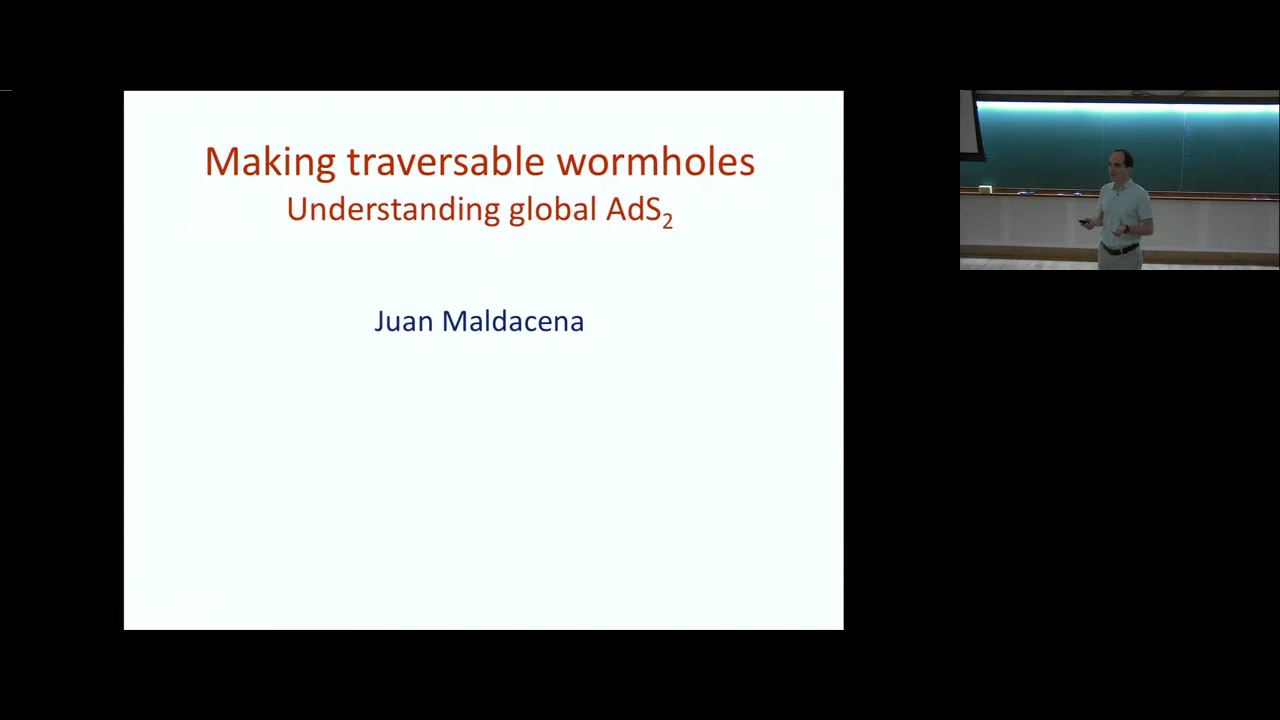 Making traversable wormholes
Understanding global AdS₂
Juan Maldacena